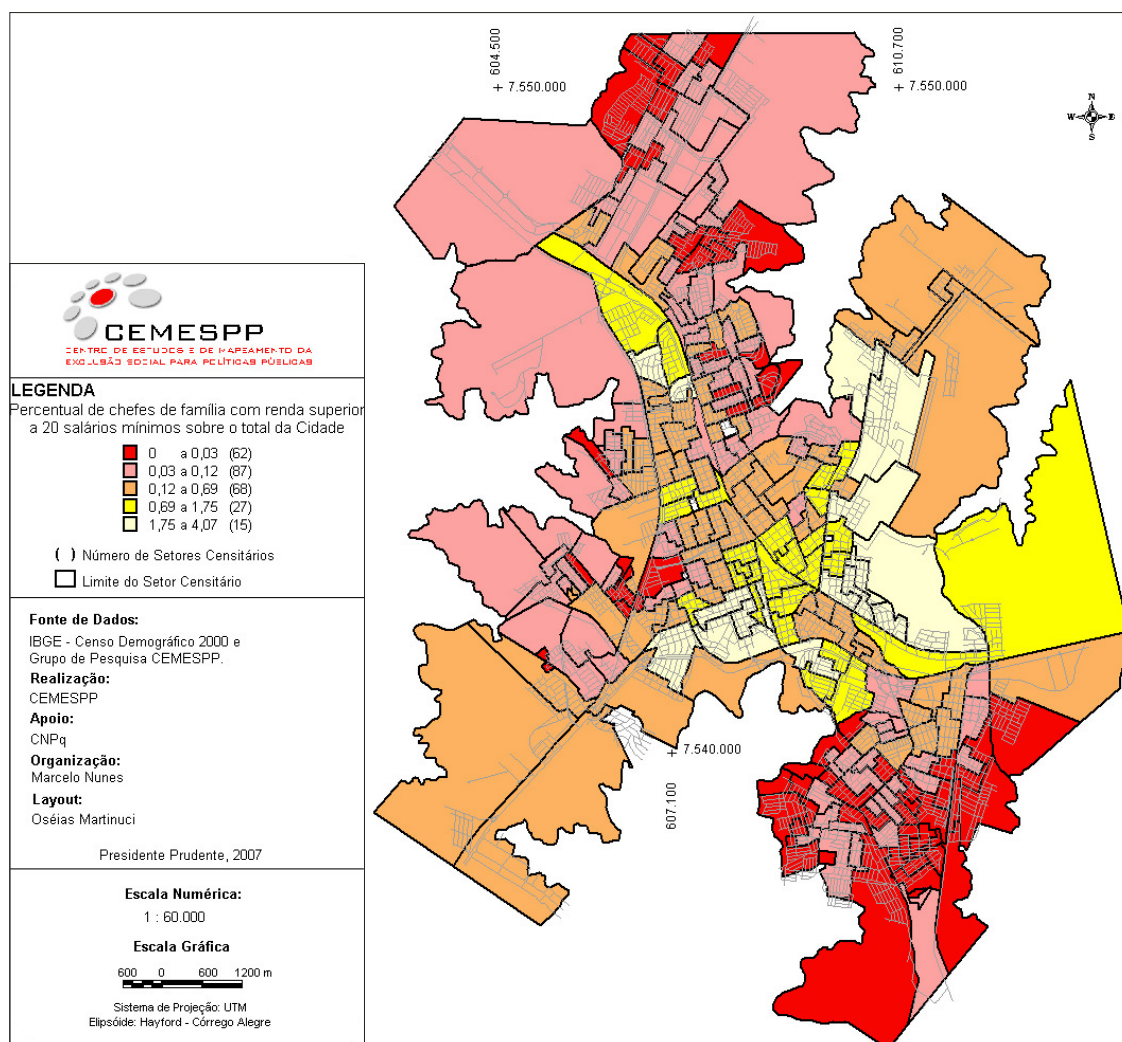 604.500
+ 7.550.000
610.700
+ 7.550.000
N
W E
S
CEMESPP
CENTRO DE ESTUDOS E DE MAPEAMENTO DA
EXCLUSÃO SOCIAL PARA POLÍTICAS PÚBLICAS
LEGENDA
Percentual de chefes de família com renda superior
a 20 salários mínimos sobre o total da Cidade
0 a 0,03 (62)
0,03 a 0,12 (87)
0,12 a 0,69 (68)
0,69 a 1,75 (27)
1,75 a 4,07 (15)
( ) Número de Setores Censitários
Limite do Setor Censitário
Fonte de Dados:
IBGE - Censo Demográfico 2000 e
Grupo de Pesquisa CEMESPP.
Realização:
CEMESPP
Apoio:
CNPq
Organização:
Marcelo Nunes
Layout:
Oséias Martinuci
Presidente Prudente, 2007
+ 7.540.000
607.100
Escala Numérica:
1 : 60.000
Escala Gráfica
600 0 600 1200 m
Sistema de Projeção: UTM
Elipsóide: Hayford - Córrego Alegre